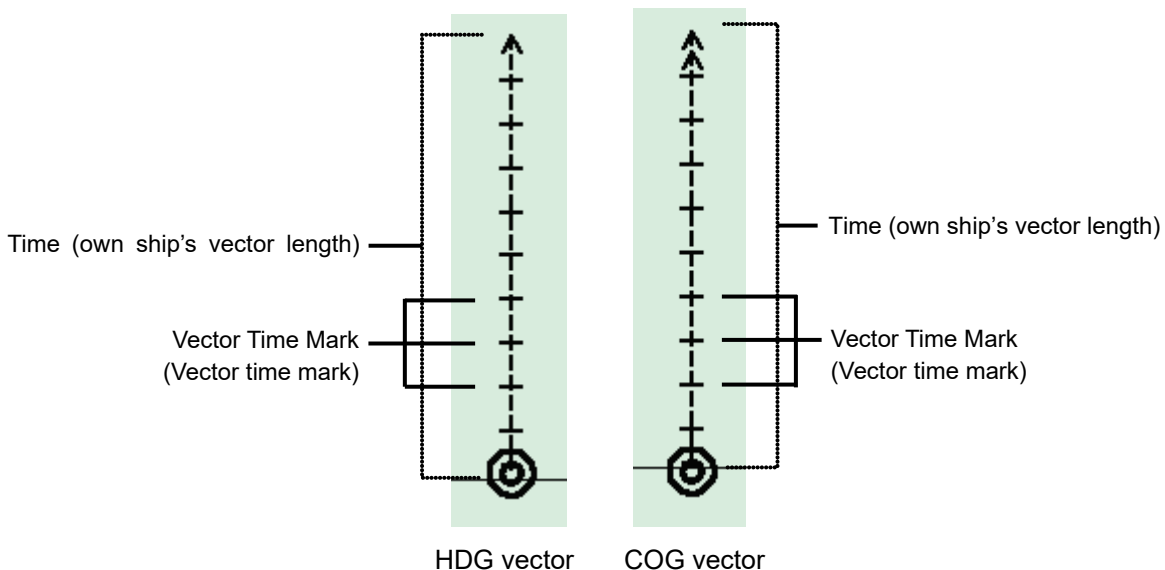 Time (own ship's vector length)
Vector Time Mark
(Vector time mark)
Time (own ship's vector length)
Vector Time Mark
(Vector time mark)
HDG vector
COG vector